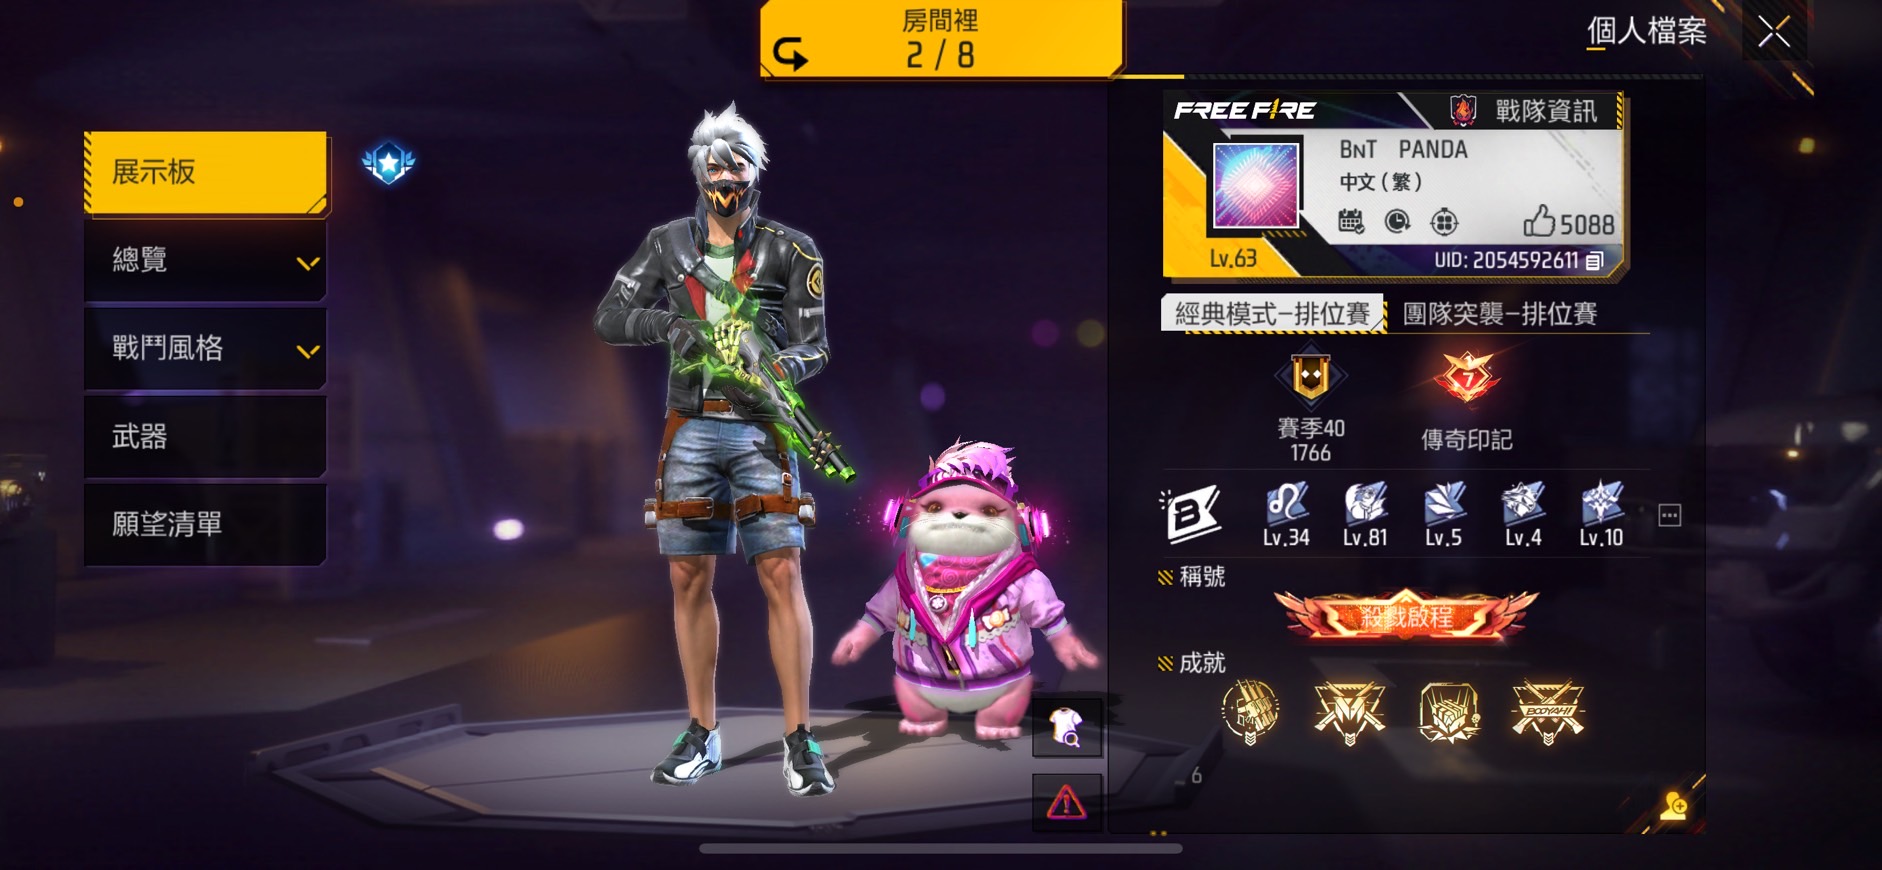 房間裡
2 / 8
個人檔案
展示板
總覽
戰鬥風格
武器
願望清單
FREE FIRE
戰隊資訊
BNT PANDA
中文(繁)
5088
Lv.63
UID: 2054592611
經典模式-排位賽
團隊突襲-排位賽
7
賽季40
1766
傳奇印記
B
Lv.34
Lv.81
Lv.5
Lv.4
Lv.10
稱號
殺戮啟程
成就
BOOYAH!
6